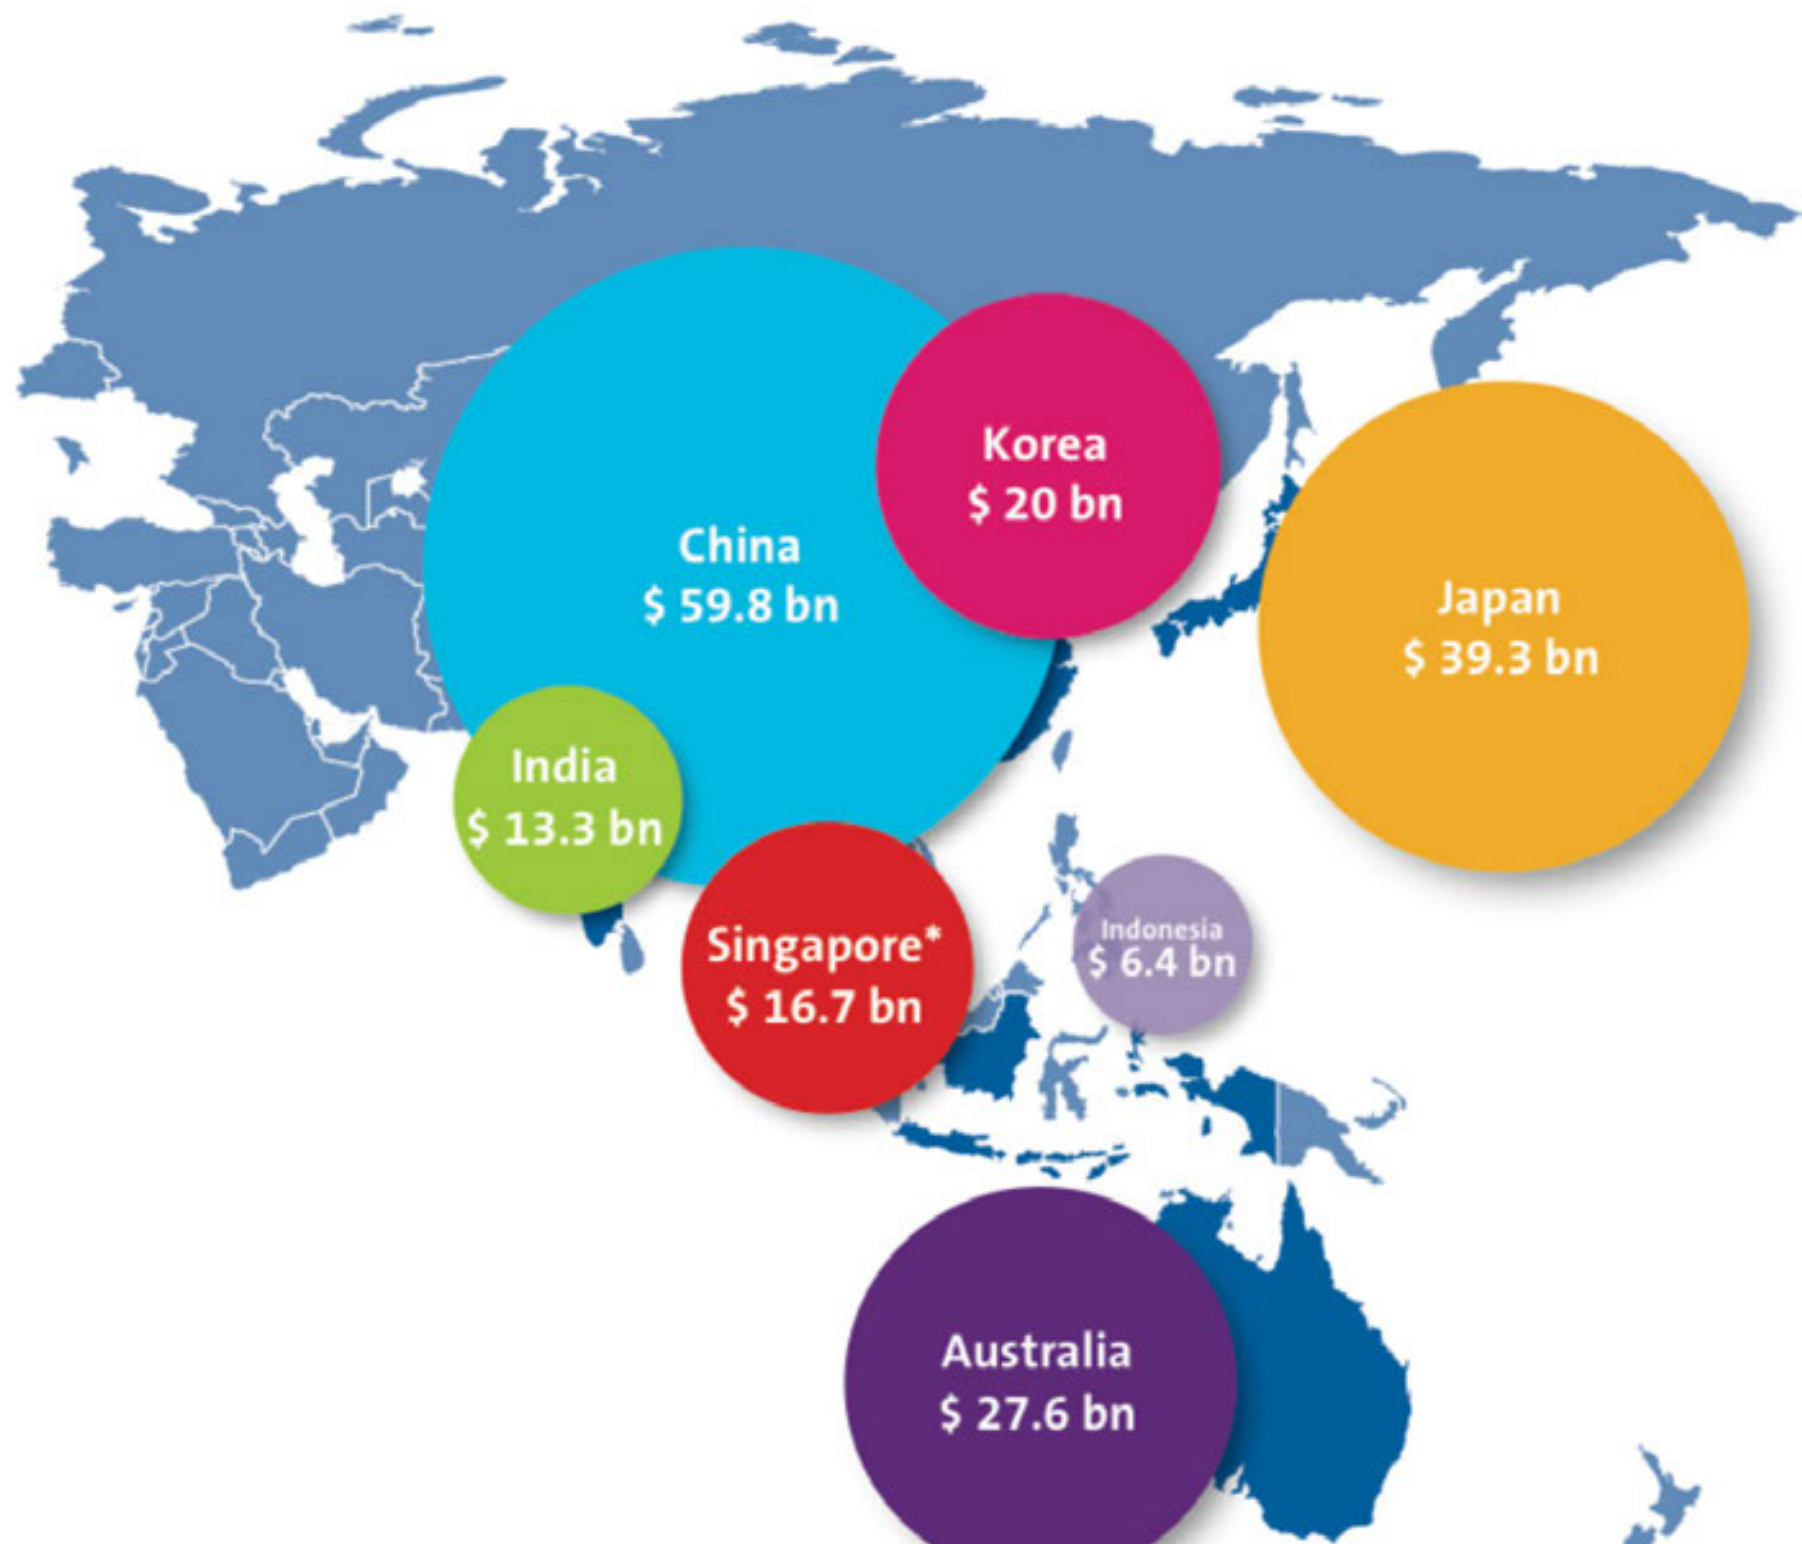 Korea
$ 20 bn
China
$ 59.8 bn
Japan
$ 39.3 bn
India
$ 13.3 bn
Singapore*
$ 16.7 bn
Indonesia
$ 6.4 bn
Australia
$ 27.6 bn